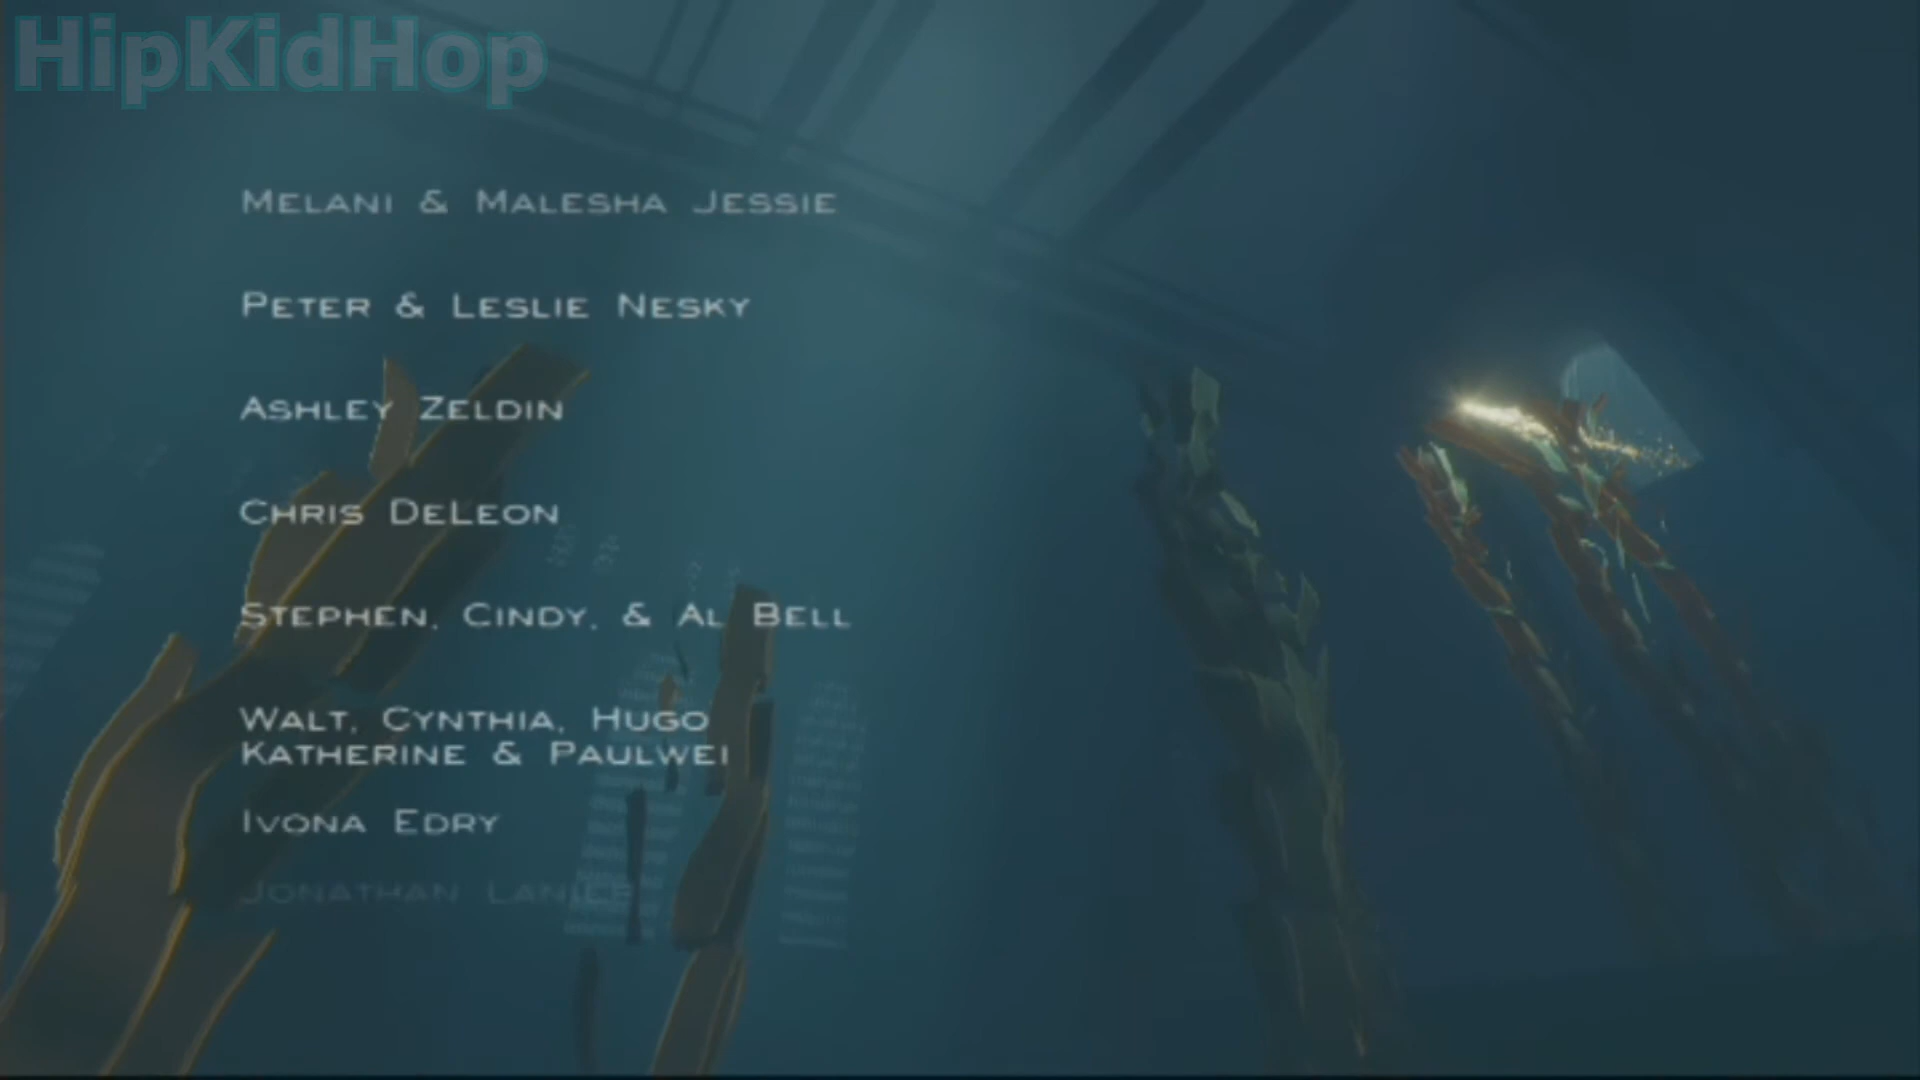 HipKidHop
Melani & Malesha Jessie
Peter & Leslie Nesky
Ashley Zeldin
Chris DeLeon
Stephen, Cindy, & Al Bell
Walt, Cynthia, Hugo
Katherine & Paulwei
Ivona Edry
Jonathan